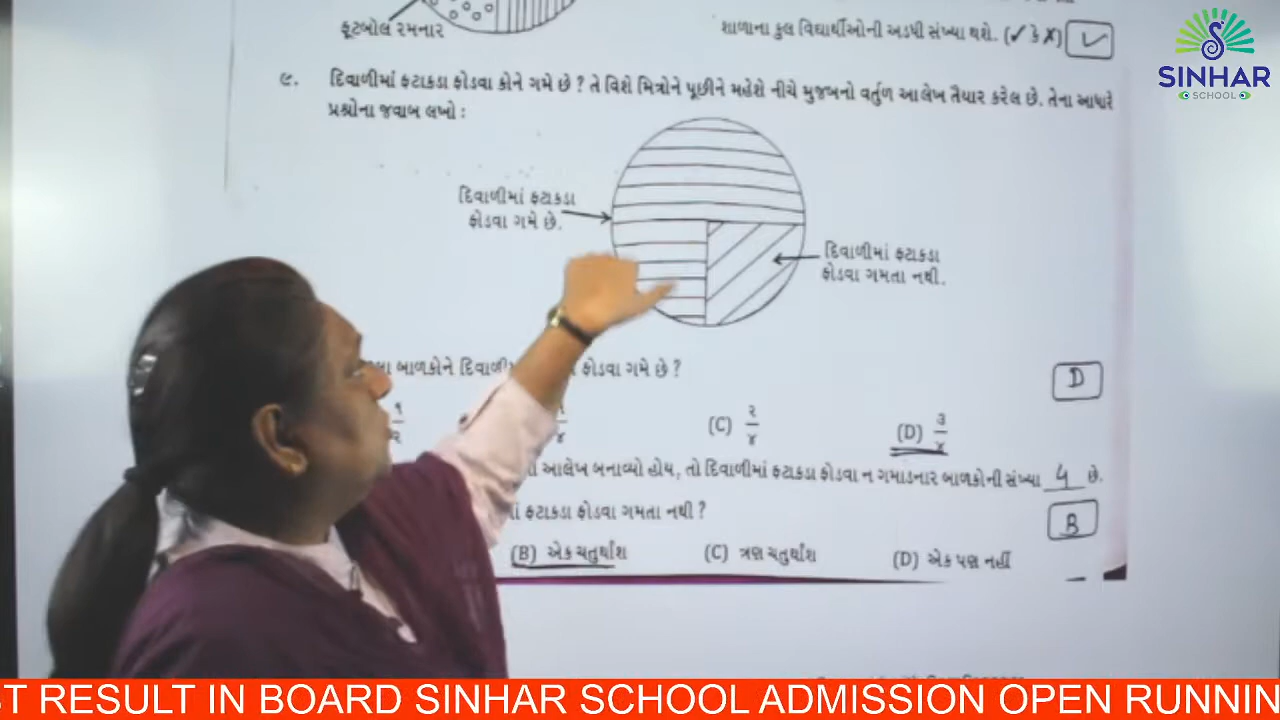 ફૂટબોલ રમનાર
શાળાના કુલ વિદ્યાર્થીઓની અડધી સંખ્યા થશે. (✓ કે ✗) ✓
SINHAR
SCHOOL
૯. દિવાળીમાં ફટાકડા ફોડવા કોને ગમે છે ? તે વિશે મિત્રોને પૂછીને મહેશે નીચે મુજબનો વર્તુળ આલેખ તૈયાર કરેલ છે. તેના આધારે
પ્રશ્નોના જવાબ લખો :
દિવાળીમાં ફટાકડા
ફોડવા ગમે છે.
દિવાળીમાં ફટાકડા
ફોડવા ગમતા નથી.
બાળકોને ફોડવા ગમે છે ? D
૧/૨ (C) ૨/૪ (D) ૩/૪
આલેખ બનાવ્યો હોય, તો દિવાળીમાં ફટાકડા ફોડવા ન ગમાડનાર બાળકોની સંખ્યા ૫ છે.
ફટાકડા ફોડવા ગમતા નથી ? B
(B) એક ચતુર્થાંશ (C) ત્રણ ચતુર્થાંશ (D) એક પણ નહીં
RESULT IN BOARD SINHAR SCHOOL ADMISSION OPEN